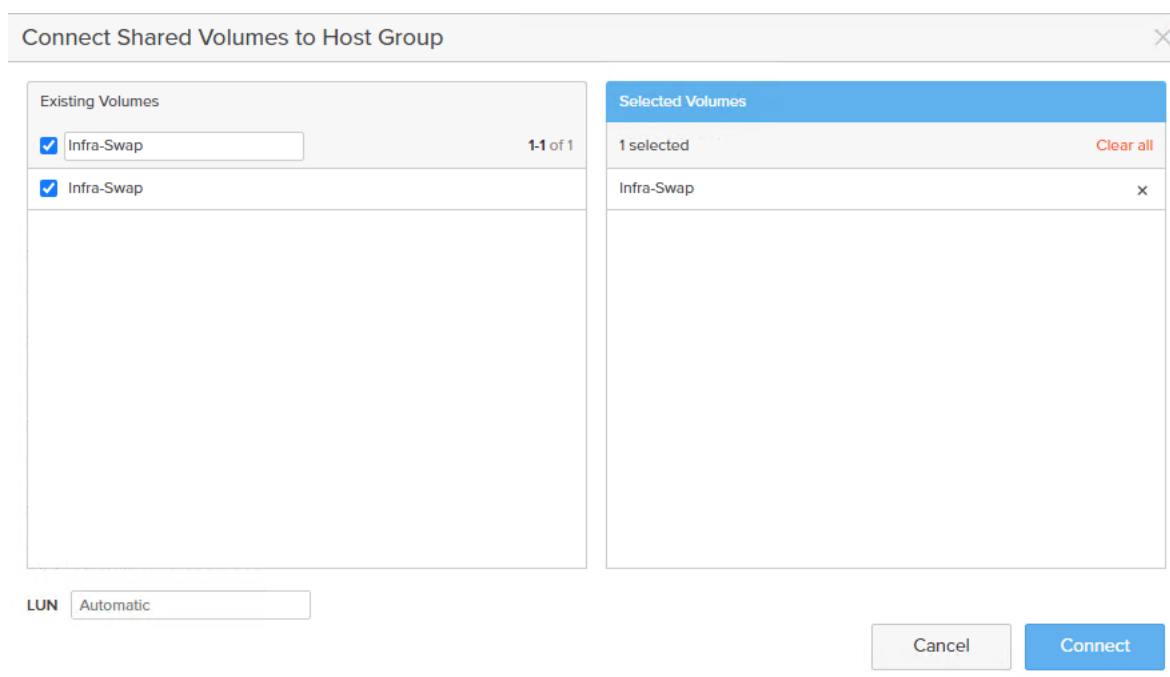 Connect Shared Volumes to Host Group
Existing Volumes
Infra-Swap
1-1 of 1
Infra-Swap
Selected Volumes
1 selected
Clear all
Infra-Swap
LUN
Automatic
Cancel
Connect